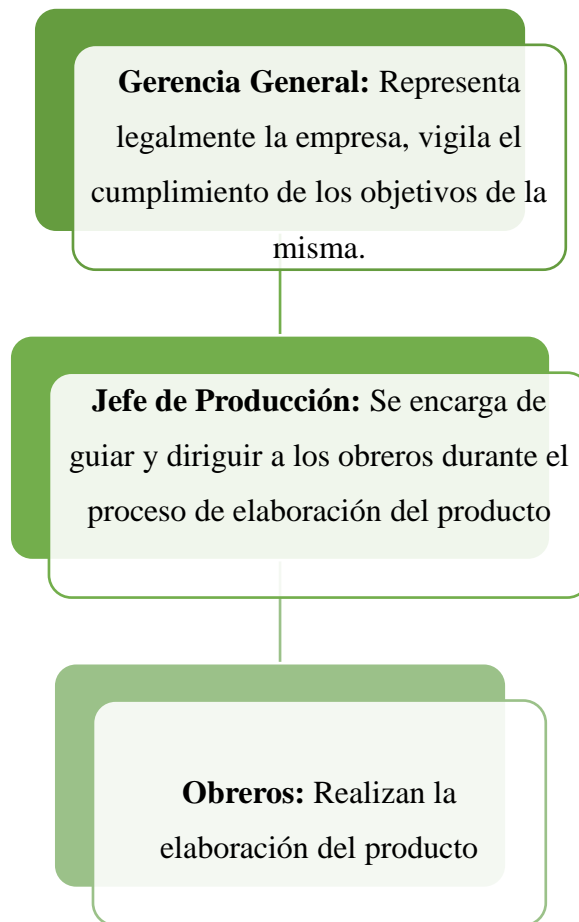 Gerencia General: Representa
legalmente la empresa, vigila el
cumplimiento de los objetivos de la
misma.
Jefe de Producción: Se encarga de
guiar y diriguir a los obreros durante el
proceso de elaboración del producto
Obreros: Realizan la
elaboración del producto